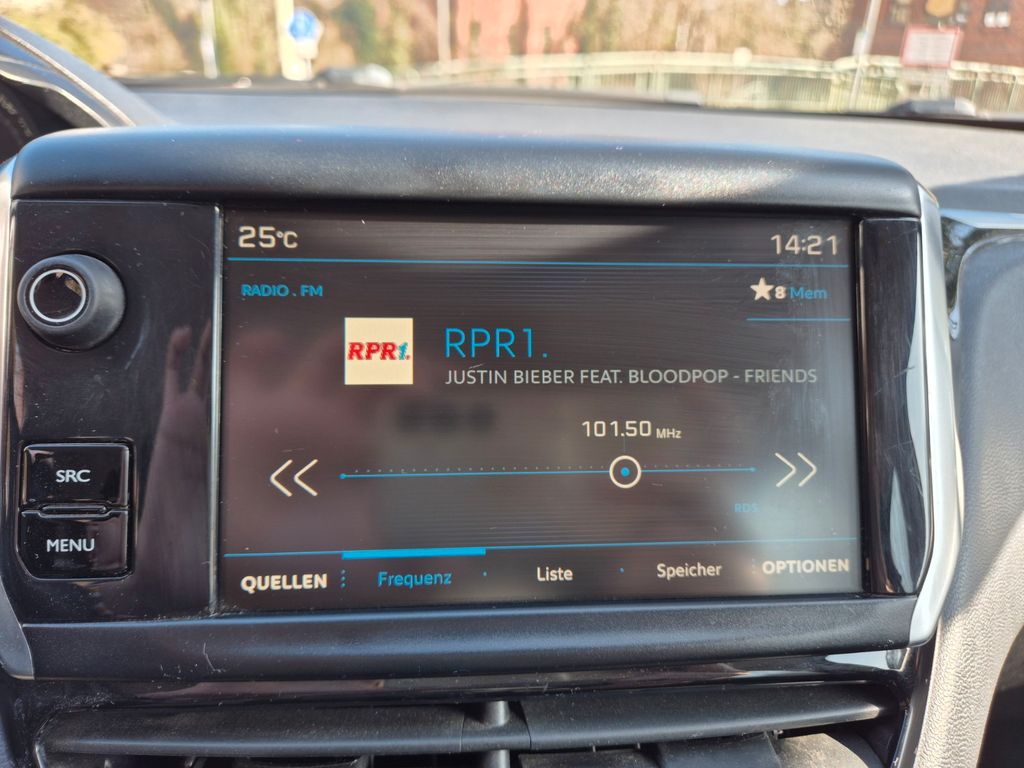 25°C
14:21
RADIO . FM
★8 Mem
RPR1.
RPR1.
JUSTIN BIEBER FEAT. BLOODPOP - FRIENDS
101.50 MHz
SRC
MENU
RDS
QUELLEN
Frequenz
Liste
Speicher
OPTIONEN